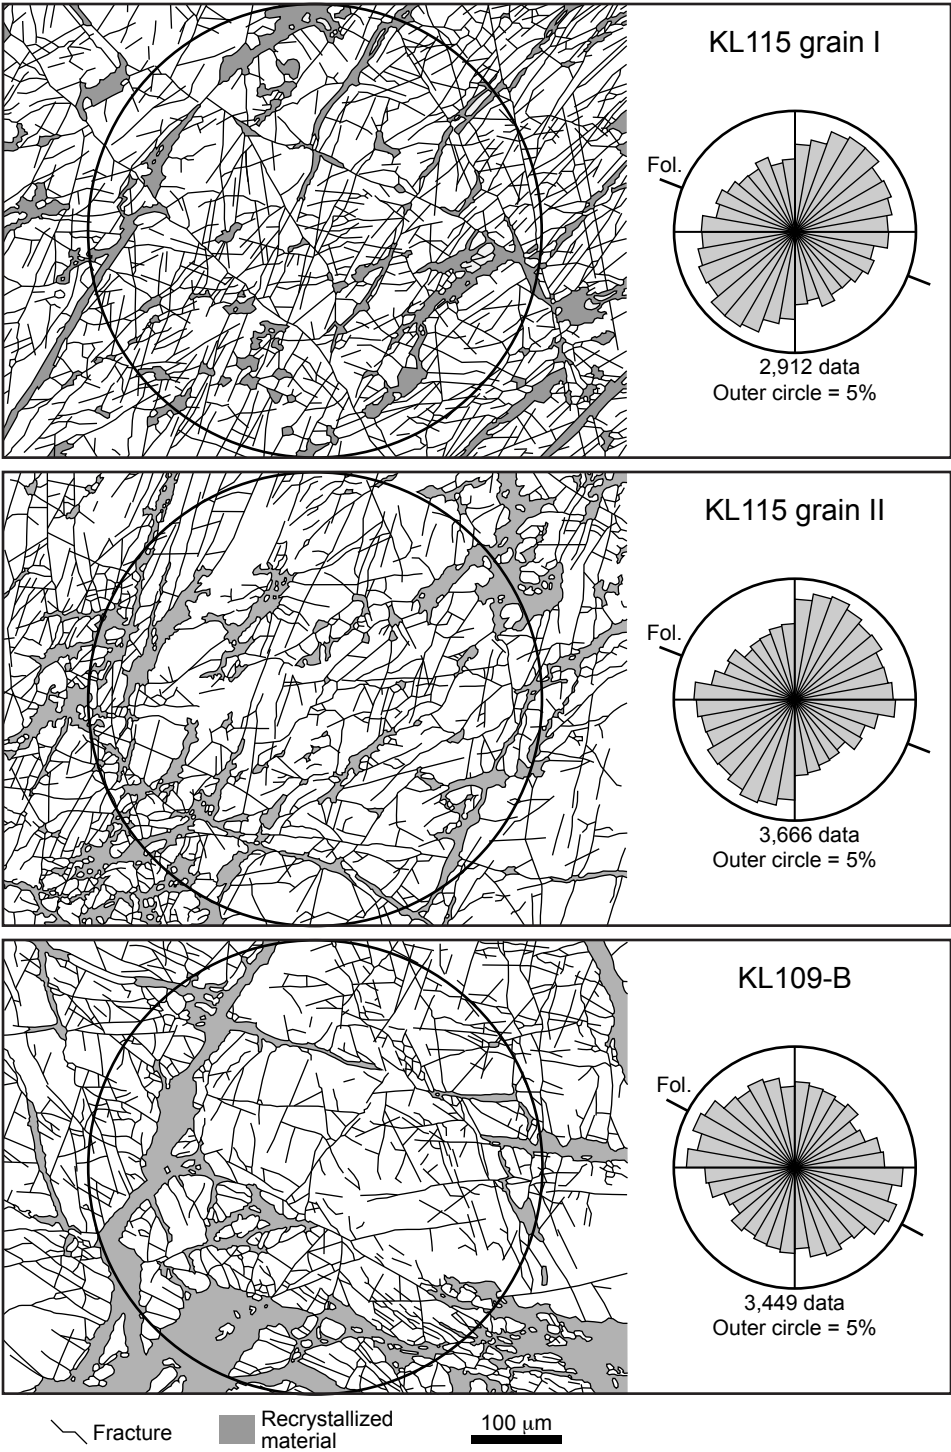 KL115 grain I
Fol.
2,912 data
Outer circle = 5%
KL115 grain II
Fol.
3,666 data
Outer circle = 5%
KL109-B
Fol.
3,449 data
Outer circle = 5%
Fracture
Recrystallized
material
100 μm